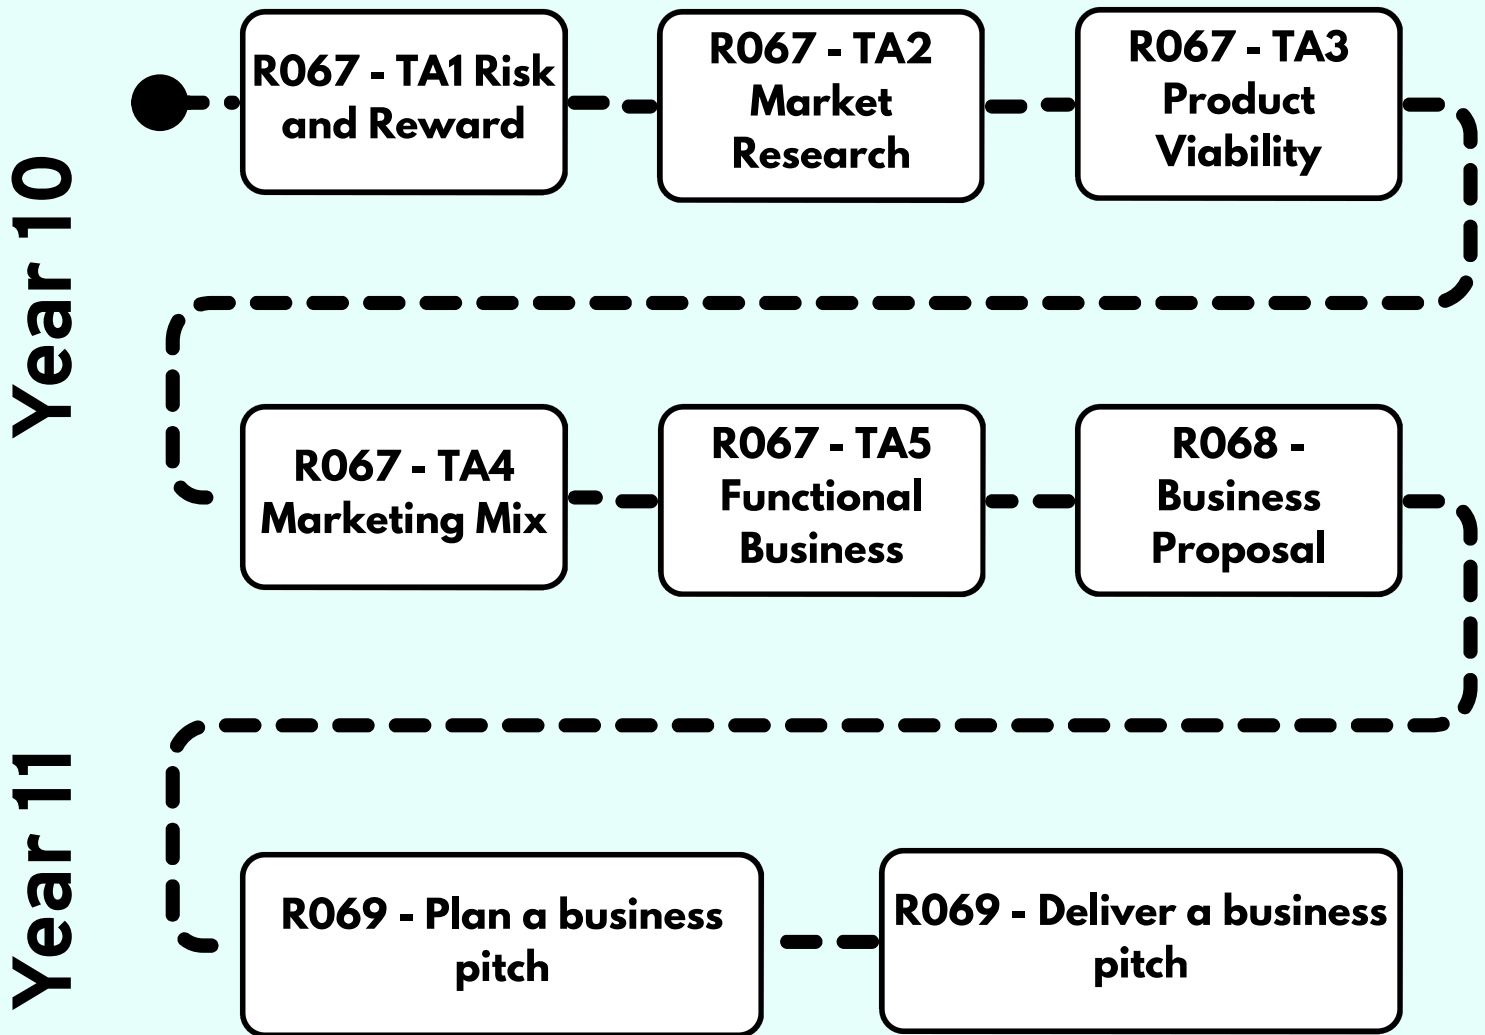 Year 10
R067 - TA1 Risk
and Reward
R067 - TA2
Market
Research
R067 - TA3
Product
Viability
R067 - TA4
Marketing Mix
R067 - TA5
Functional
Business
R068 -
Business
Proposal
Year 11
R069 - Plan a business
pitch
R069 - Deliver a business
pitch